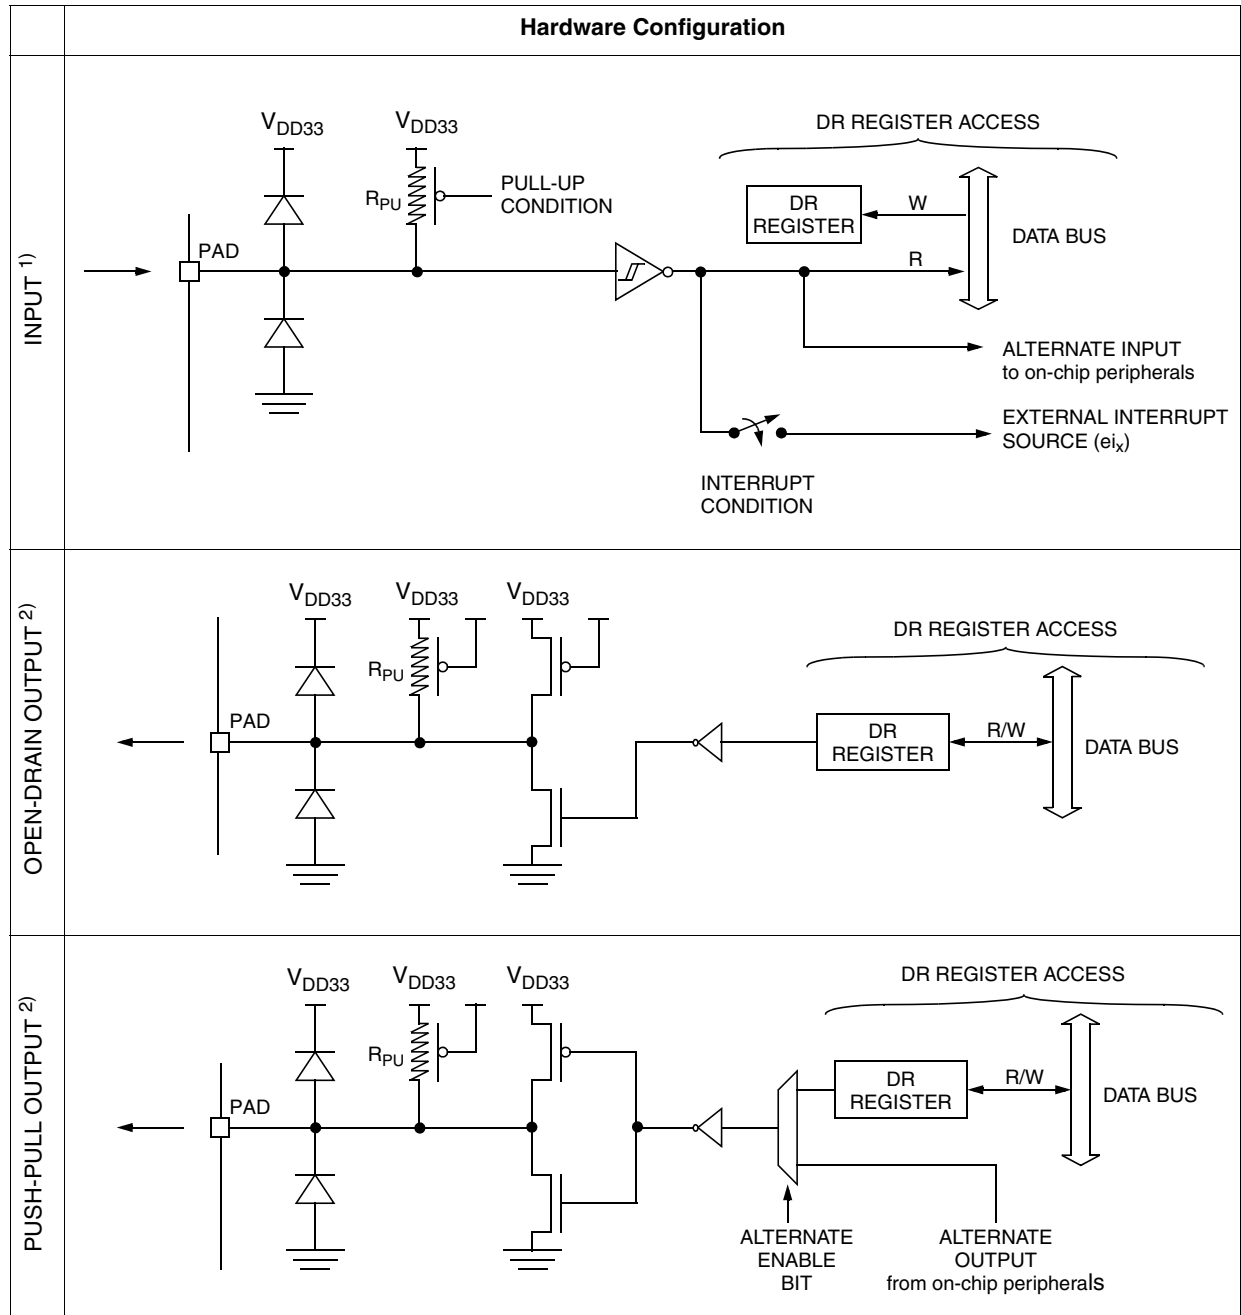 Hardware Configuration
INPUT 1)
VDD33
VDD33
DR REGISTER ACCESS
RPU
PULL-UP
CONDITION
DR
REGISTER
W
DATA BUS
PAD
R
ALTERNATE INPUT
to on-chip peripherals
EXTERNAL INTERRUPT
SOURCE (eix)
INTERRUPT
CONDITION
OPEN-DRAIN OUTPUT 2)
VDD33
VDD33
VDD33
DR REGISTER ACCESS
RPU
PAD
DR
REGISTER
R/W
DATA BUS
PUSH-PULL OUTPUT 2)
VDD33
VDD33
VDD33
DR REGISTER ACCESS
RPU
PAD
DR
REGISTER
R/W
DATA BUS
ALTERNATE
ENABLE
BIT
ALTERNATE
OUTPUT
from on-chip peripherals